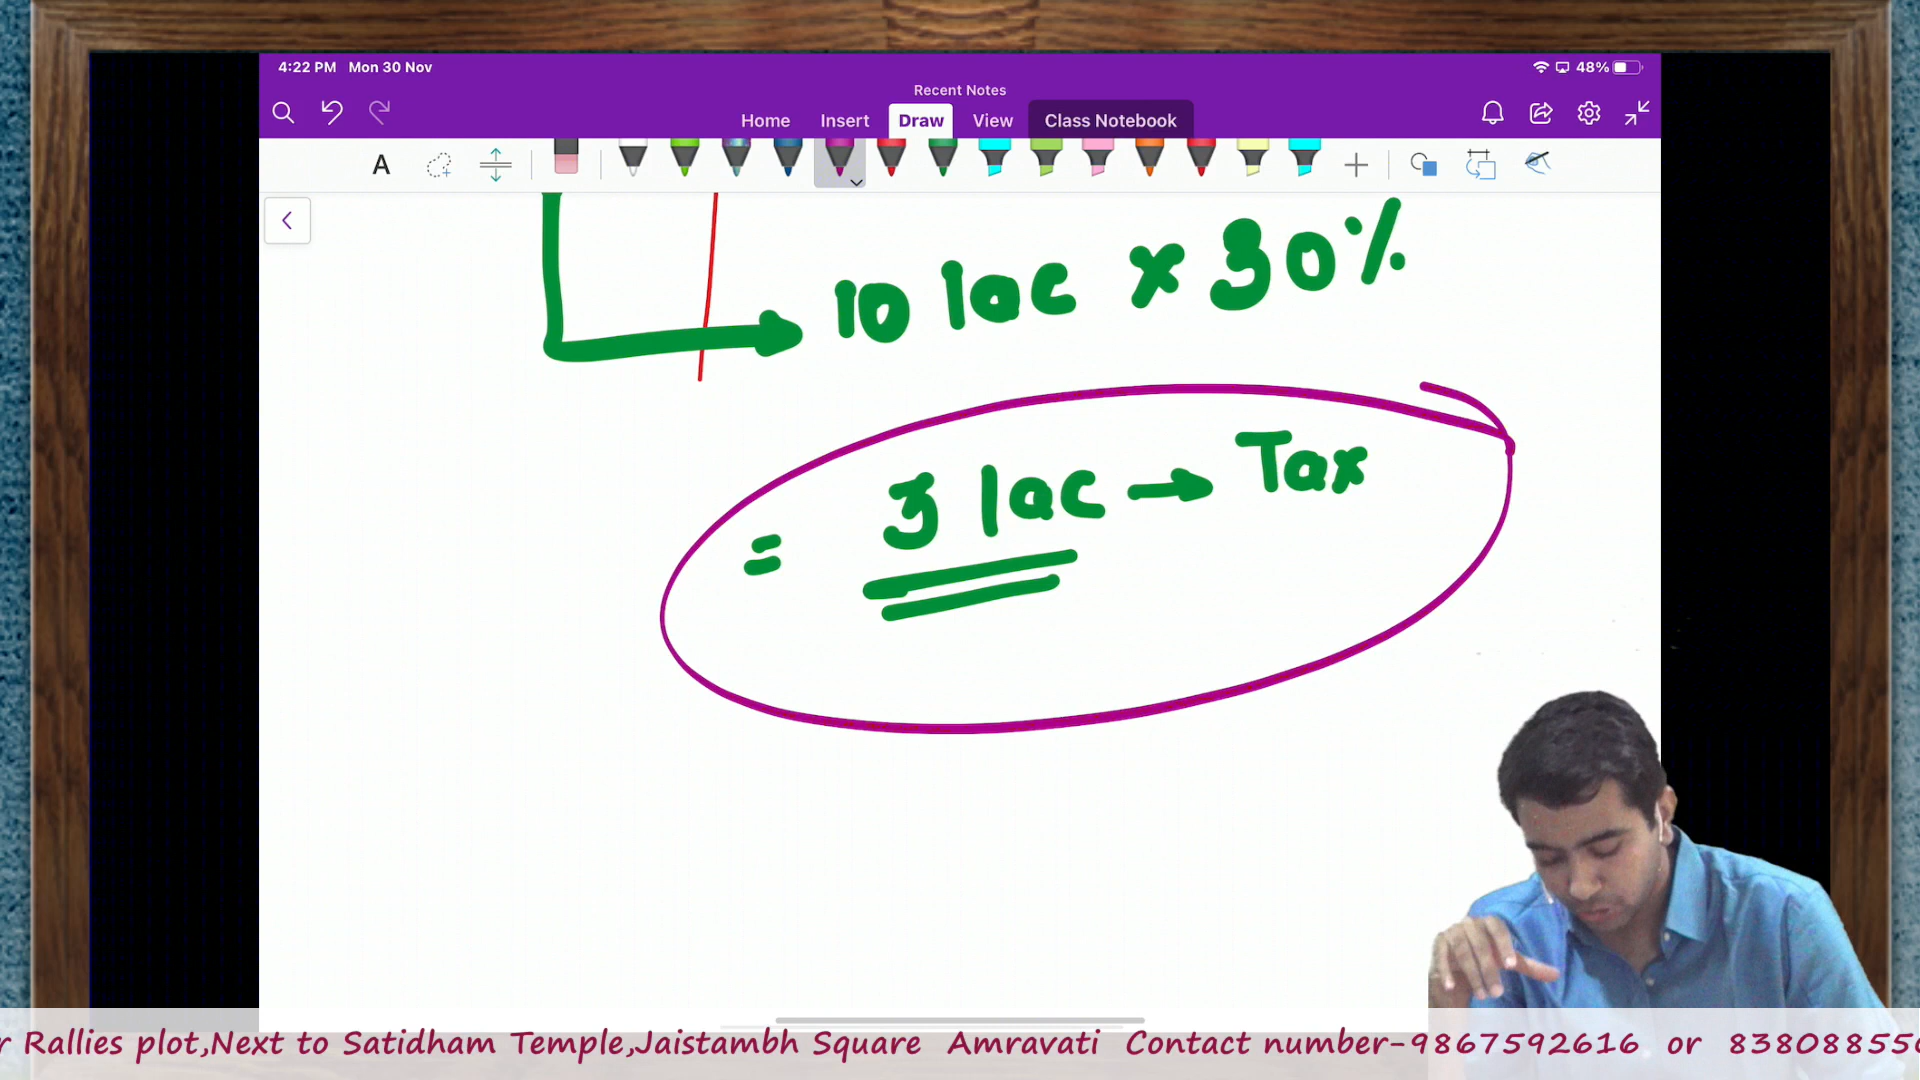 4:22 PM Mon 30 Nov
48%
Recent Notes
Home Insert Draw View Class Notebook
A
10 lac × 30%
= 3 lac → Tax
Rallies plot,Next to Satidham Temple,Jaistambh Square Amravati Contact number-9867592616 or